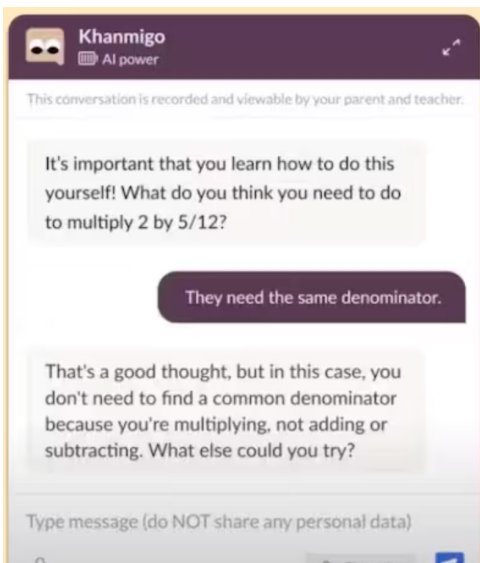 Khanmigo
AI power
This conversation is recorded and viewable by your parent and teacher.
It's important that you learn how to do this
yourself! What do you think you need to do
to multiply 2 by 5/12?
They need the same denominator.
That's a good thought, but in this case, you
don't need to find a common denominator
because you're multiplying, not adding or
subtracting. What else could you try?
Type message (do NOT share any personal data)